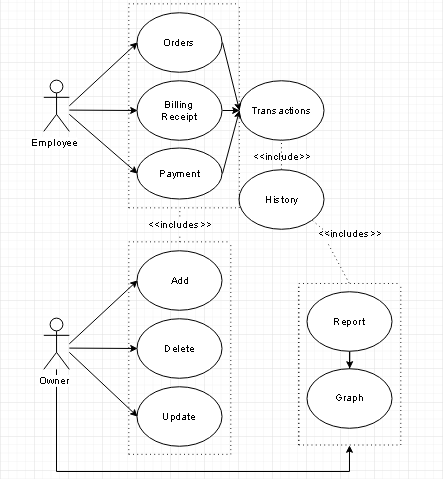 Orders
Billing
Receipt
Transactions
Employee
<<include>>
Payment
History
<<includes>>
<<includes>>
Add
Report
Delete
Owner
Graph
Update